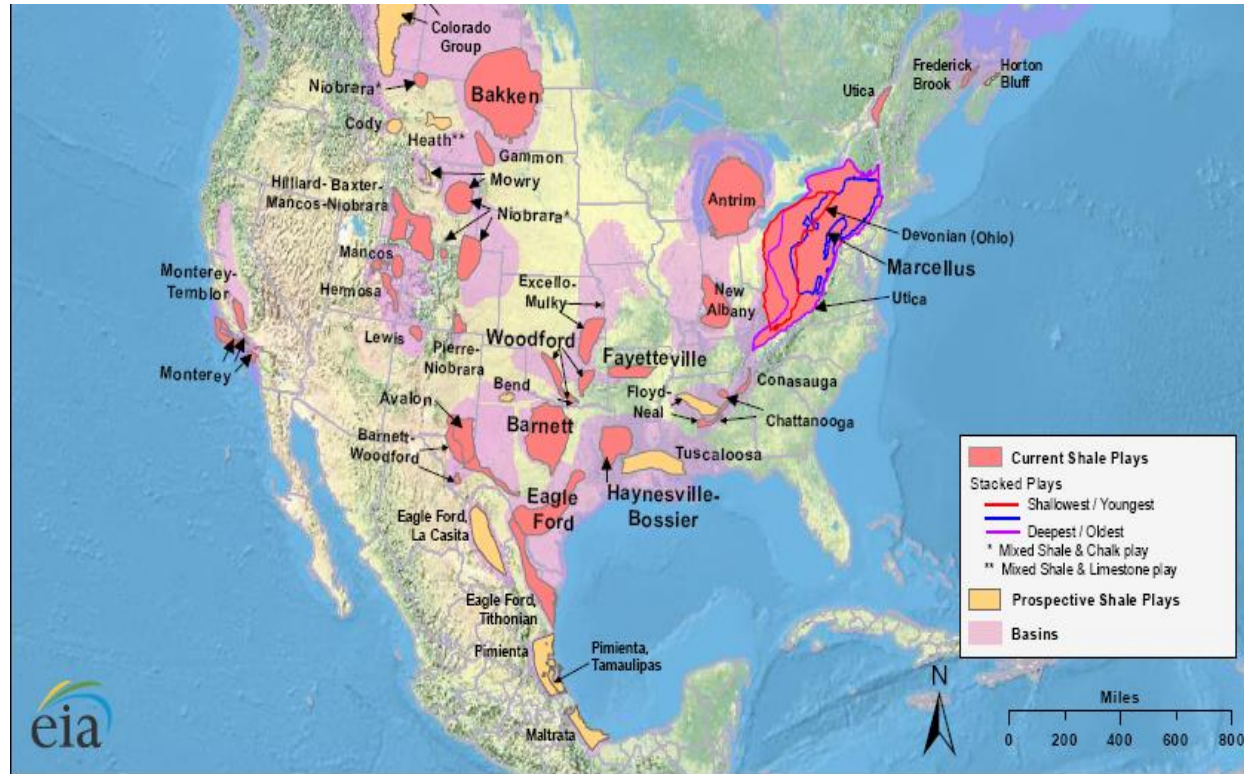 Colorado
Group
Niobrara*
Bakken
Cody
Heath**
Gammon
Mowry
Hilliard-Baxter-
Mancos-Niobrara
Niobrara*
Mancos
Hermosa
Monterey-
Temblor
Monterey
Lewis
Pierre-
Niobrara
Excello-
Mulky
Woodford
Bend
Avalon
Barnett
Barnett-
Woodford
Fayetteville
Floyd-
Neal
New
Albany
Antrim
Utica
Frederick
Brook
Horton
Bluff
Devonian (Ohio)
Marcellus
Utica
Conasauga
Chattanooga
Tuscaloosa
Haynesville-
Bossier
Eagle
Ford
Eagle Ford,
La Casita
Eagle Ford,
Tithonian
Pimienta
Pimienta,
Tamaulipas
Maltrata
Current Shale Plays
Stacked Plays
Shallowest / Youngest
Deepest / Oldest
* Mixed Shale & Chalk play
** Mixed Shale & Limestone play
Prospective Shale Plays
Basins
N
Miles
0 200 400 600 800
eia